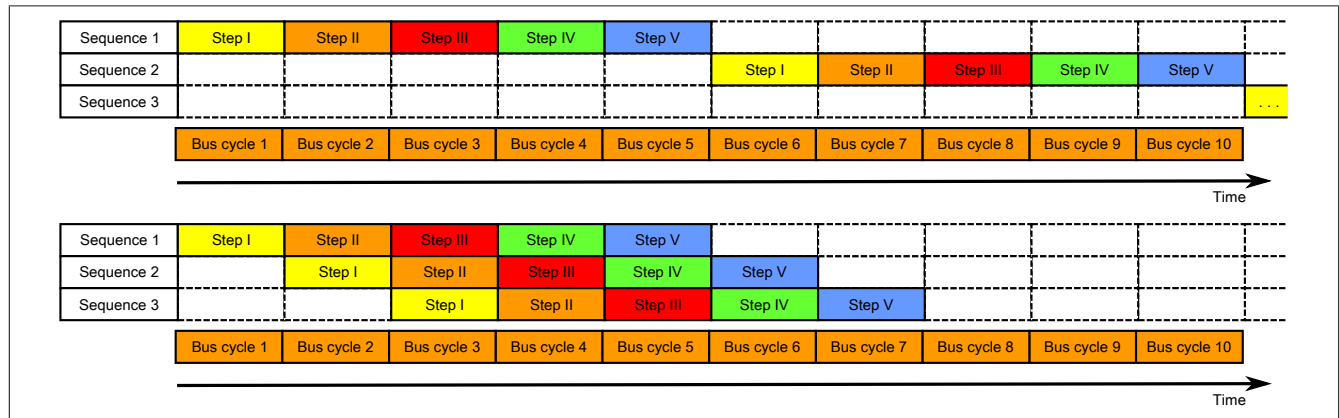 Sequence 1 Step I Step II Step III Step IV Step V
Sequence 2 Step I Step II Step III Step IV Step V
Sequence 3 . . .
Bus cycle 1 Bus cycle 2 Bus cycle 3 Bus cycle 4 Bus cycle 5 Bus cycle 6 Bus cycle 7 Bus cycle 8 Bus cycle 9 Bus cycle 10
Time
Sequence 1 Step I Step II Step III Step IV Step V
Sequence 2 Step I Step II Step III Step IV Step V
Sequence 3 Step I Step II Step III Step IV Step V
Bus cycle 1 Bus cycle 2 Bus cycle 3 Bus cycle 4 Bus cycle 5 Bus cycle 6 Bus cycle 7 Bus cycle 8 Bus cycle 9 Bus cycle 10
Time